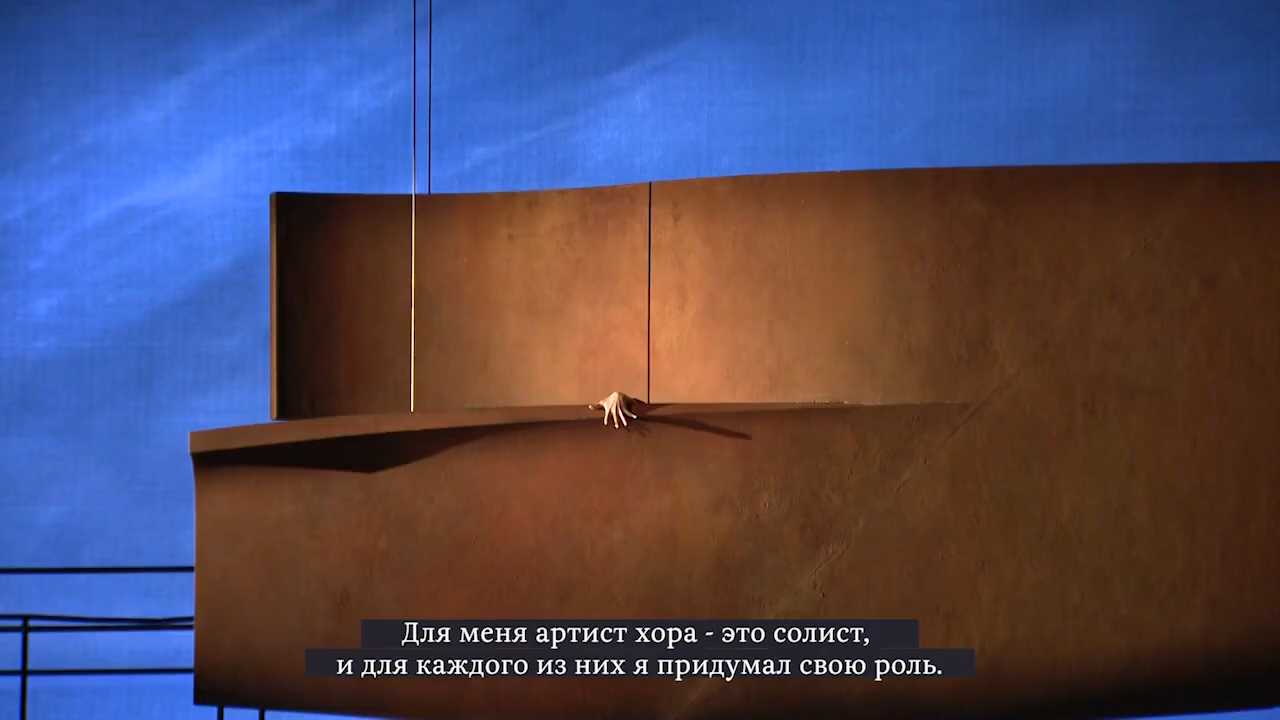 Для меня артист хора - это солист,
и для каждого из них я придумал свою роль.